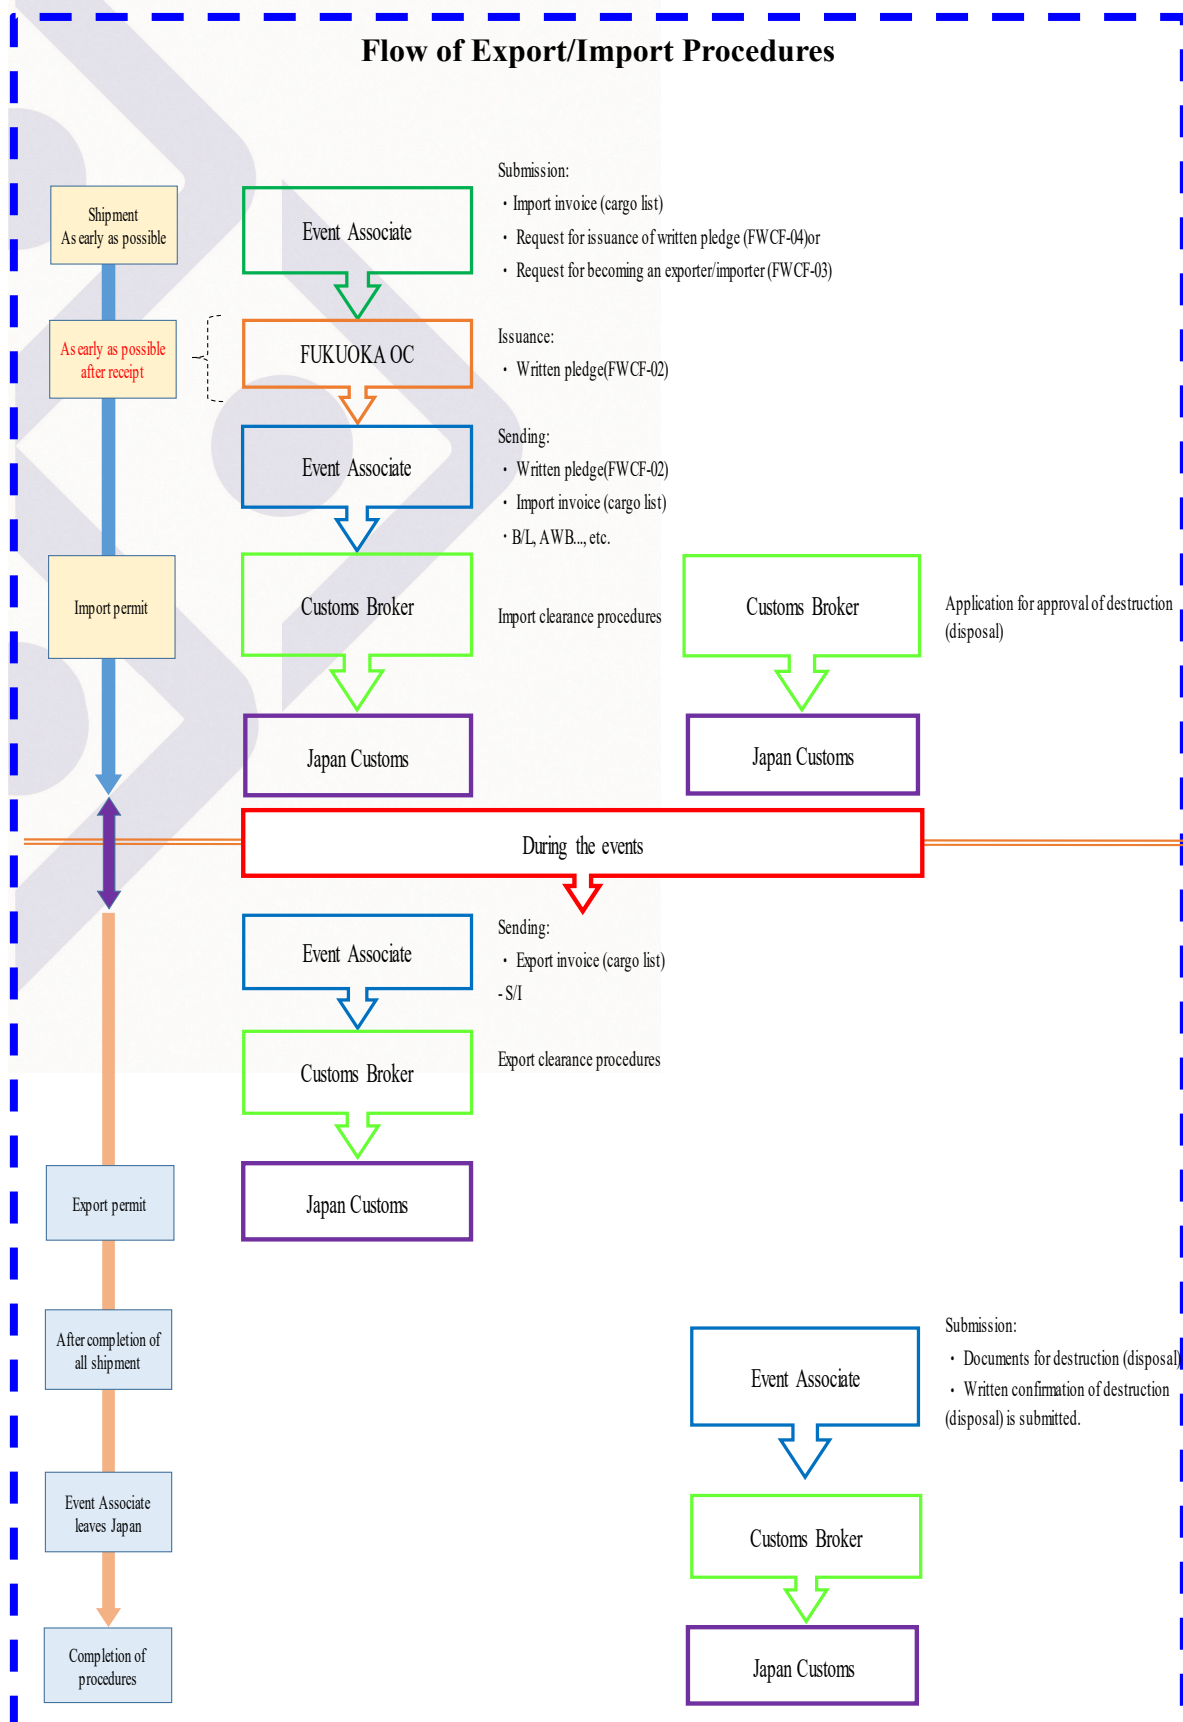 Flow of Export/Import Procedures
Submission:
・Import invoice (cargo list)
・ Request for issuance of written pledge (FWCF-04)or
・ Request for becoming an exporter/importer (FWCF-03)
Shipment
As early as possible
Event Associate
As early as possible
after receipt
FUKUOKA OC
Issuance:
・ Written pledge(FWCF-02)
Event Associate
Sending:
・ Written pledge(FWCF-02)
・ Import invoice (cargo list)
・B/L, AWB..., etc.
Import permit
Customs Broker
Import clearance procedures
Customs Broker
Application for approval of destruction
(disposal)
Japan Customs
Japan Customs
During the events
Event Associate
Sending:
・ Export invoice (cargo list)
- S/I
Customs Broker
Export clearance procedures
Export permit
Japan Customs
After completion of
all shipment
Event Associate
Submission:
・ Documents for destruction (disposal)
・ Written confirmation of destruction
(disposal) is submitted.
Event Associate
leaves Japan
Customs Broker
Completion of
procedures
Japan Customs